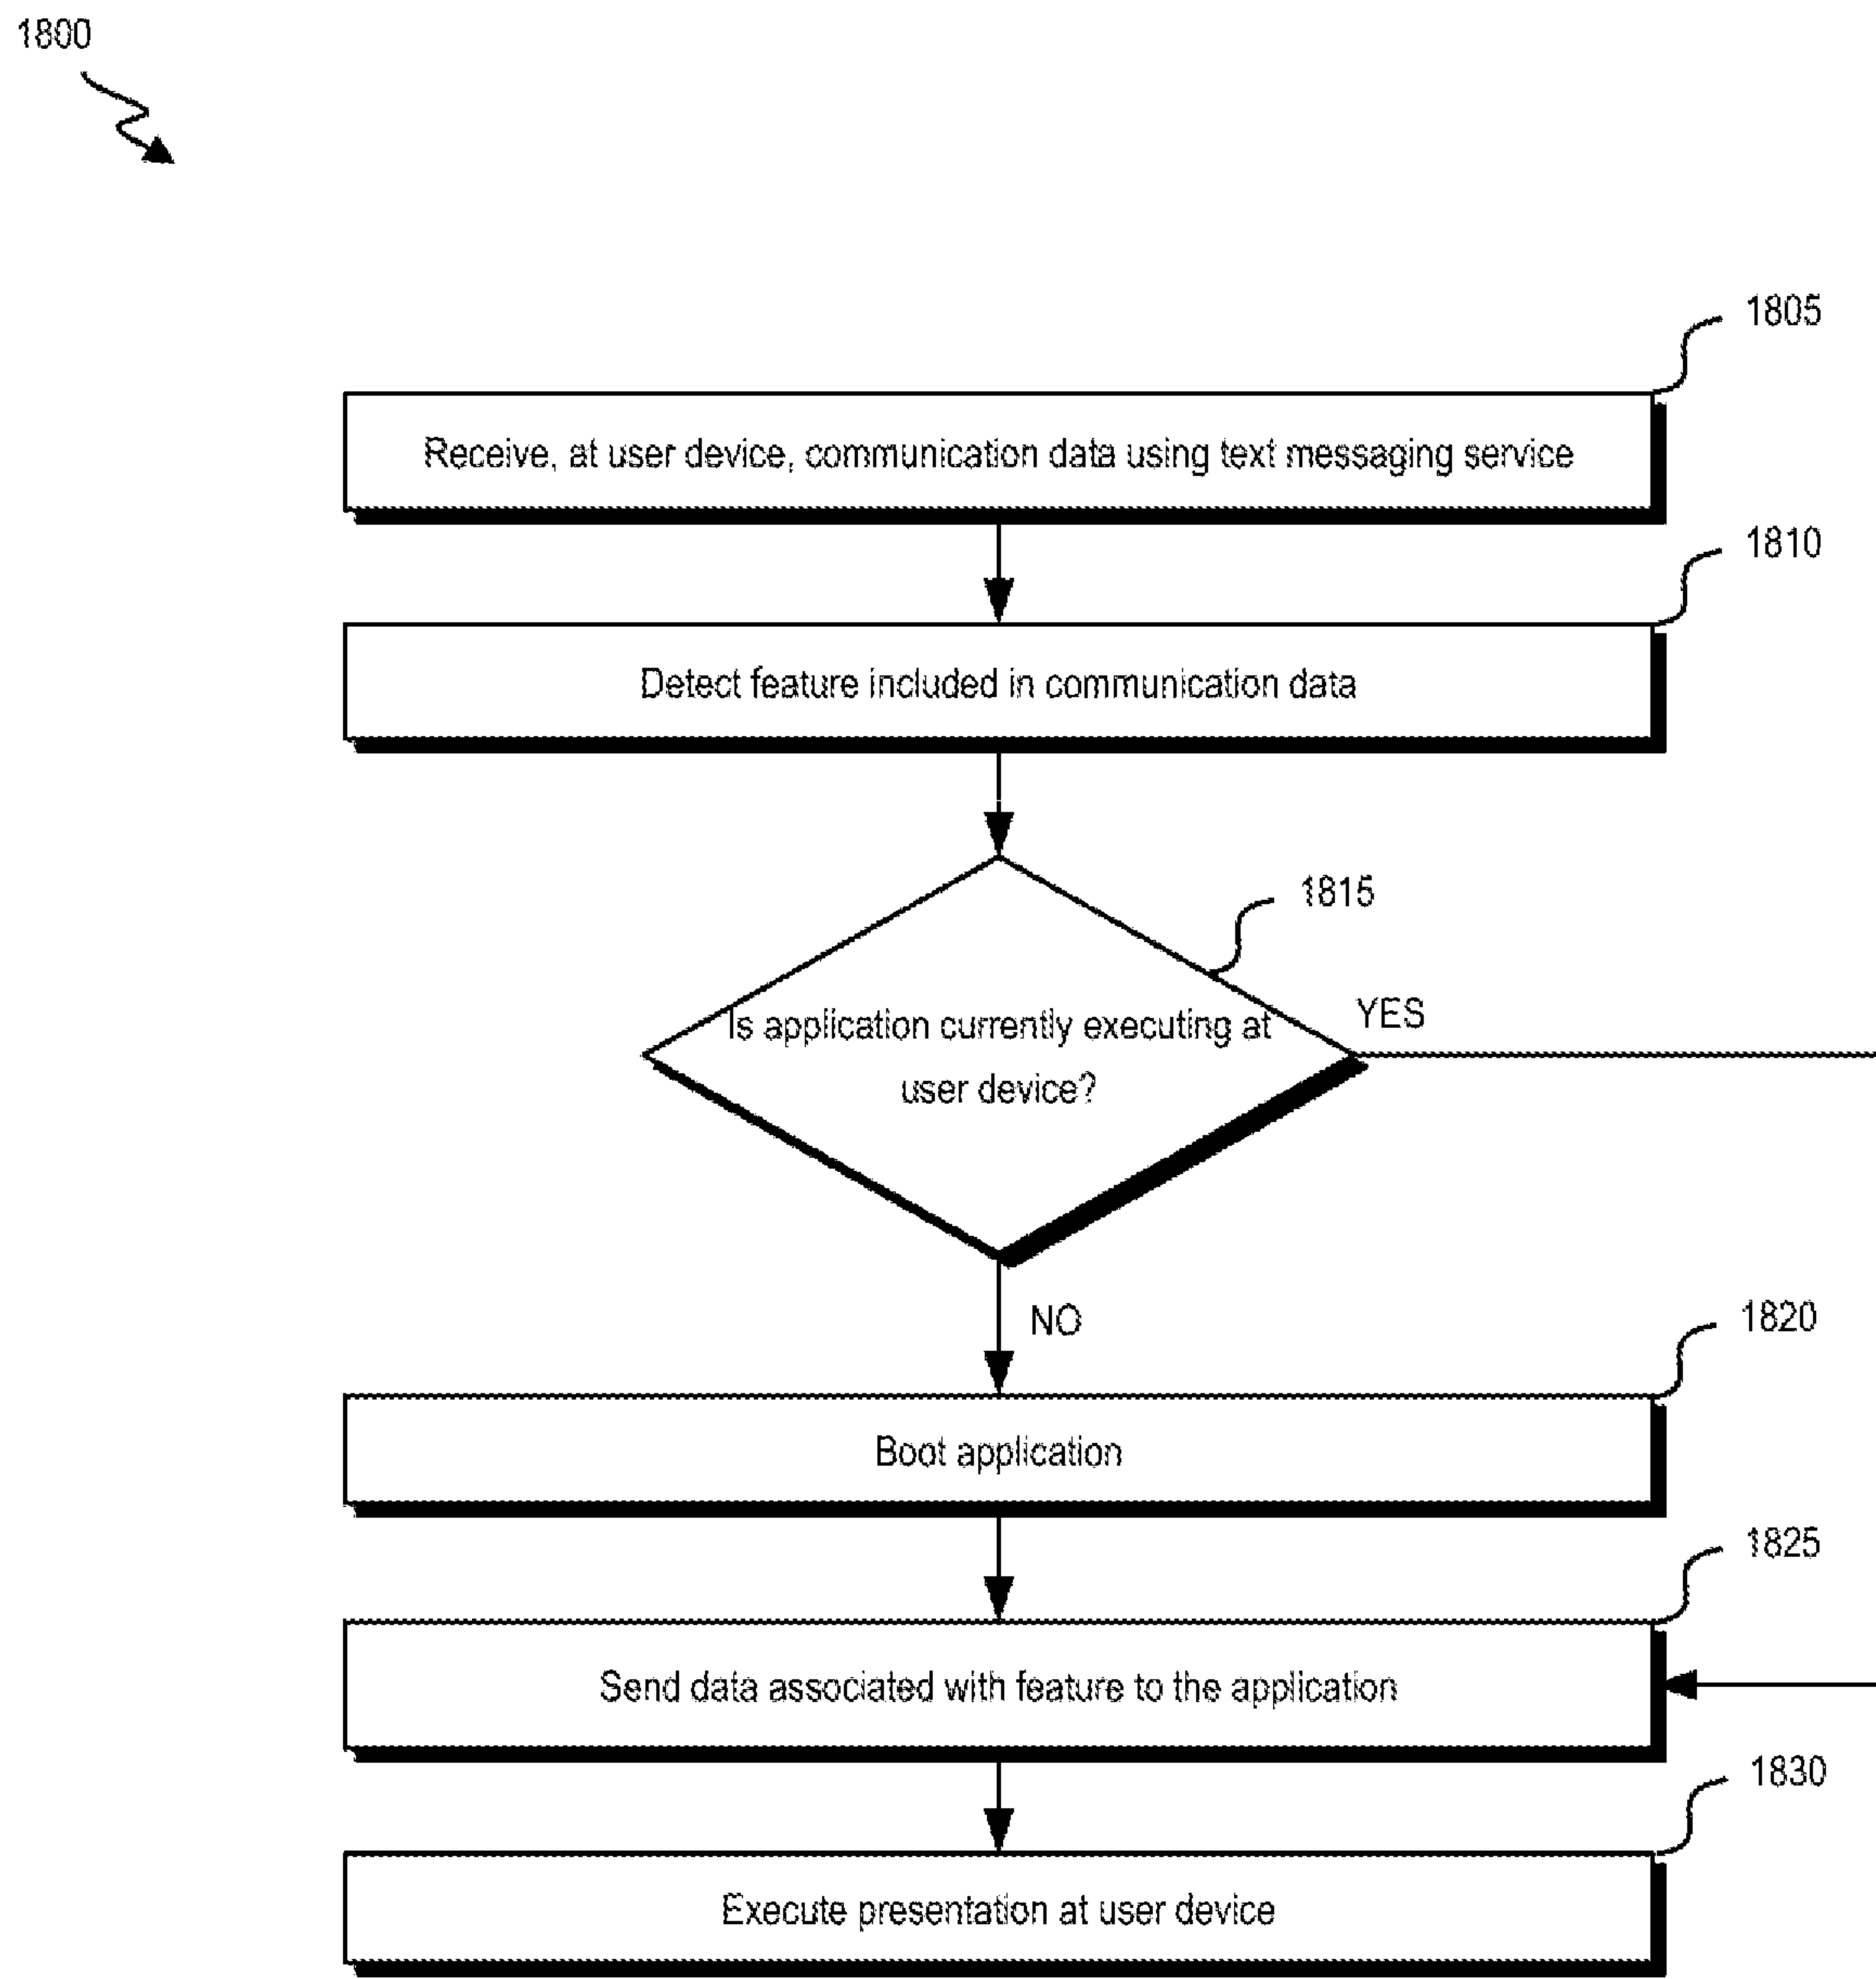 1800
1805
Receive, at user device, communication data using text messaging service
1810
Detect feature included in communication data
1815
Is application currently executing at
user device?
YES
NO
1820
Boot application
1825
Send data associated with feature to the application
1830
Execute presentation at user device